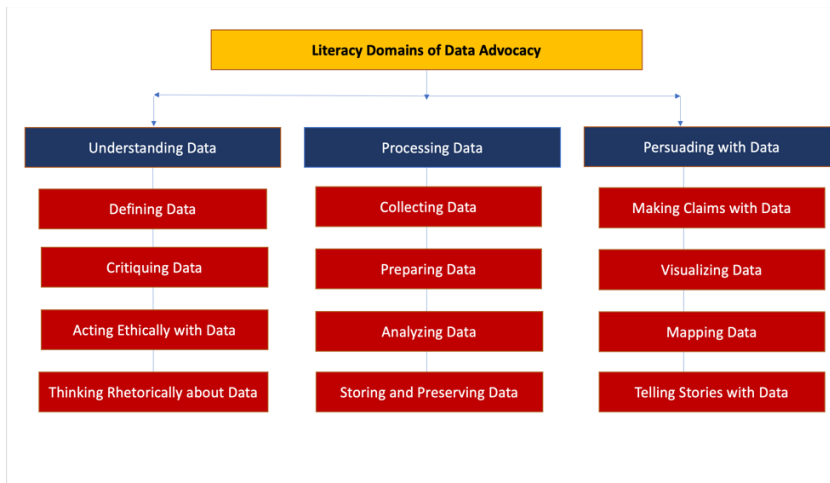 Literacy Domains of Data Advocacy
Understanding Data
Defining Data
Critiquing Data
Acting Ethically with Data
Thinking Rhetorically about Data
Processing Data
Collecting Data
Preparing Data
Analyzing Data
Storing and Preserving Data
Persuading with Data
Making Claims with Data
Visualizing Data
Mapping Data
Telling Stories with Data